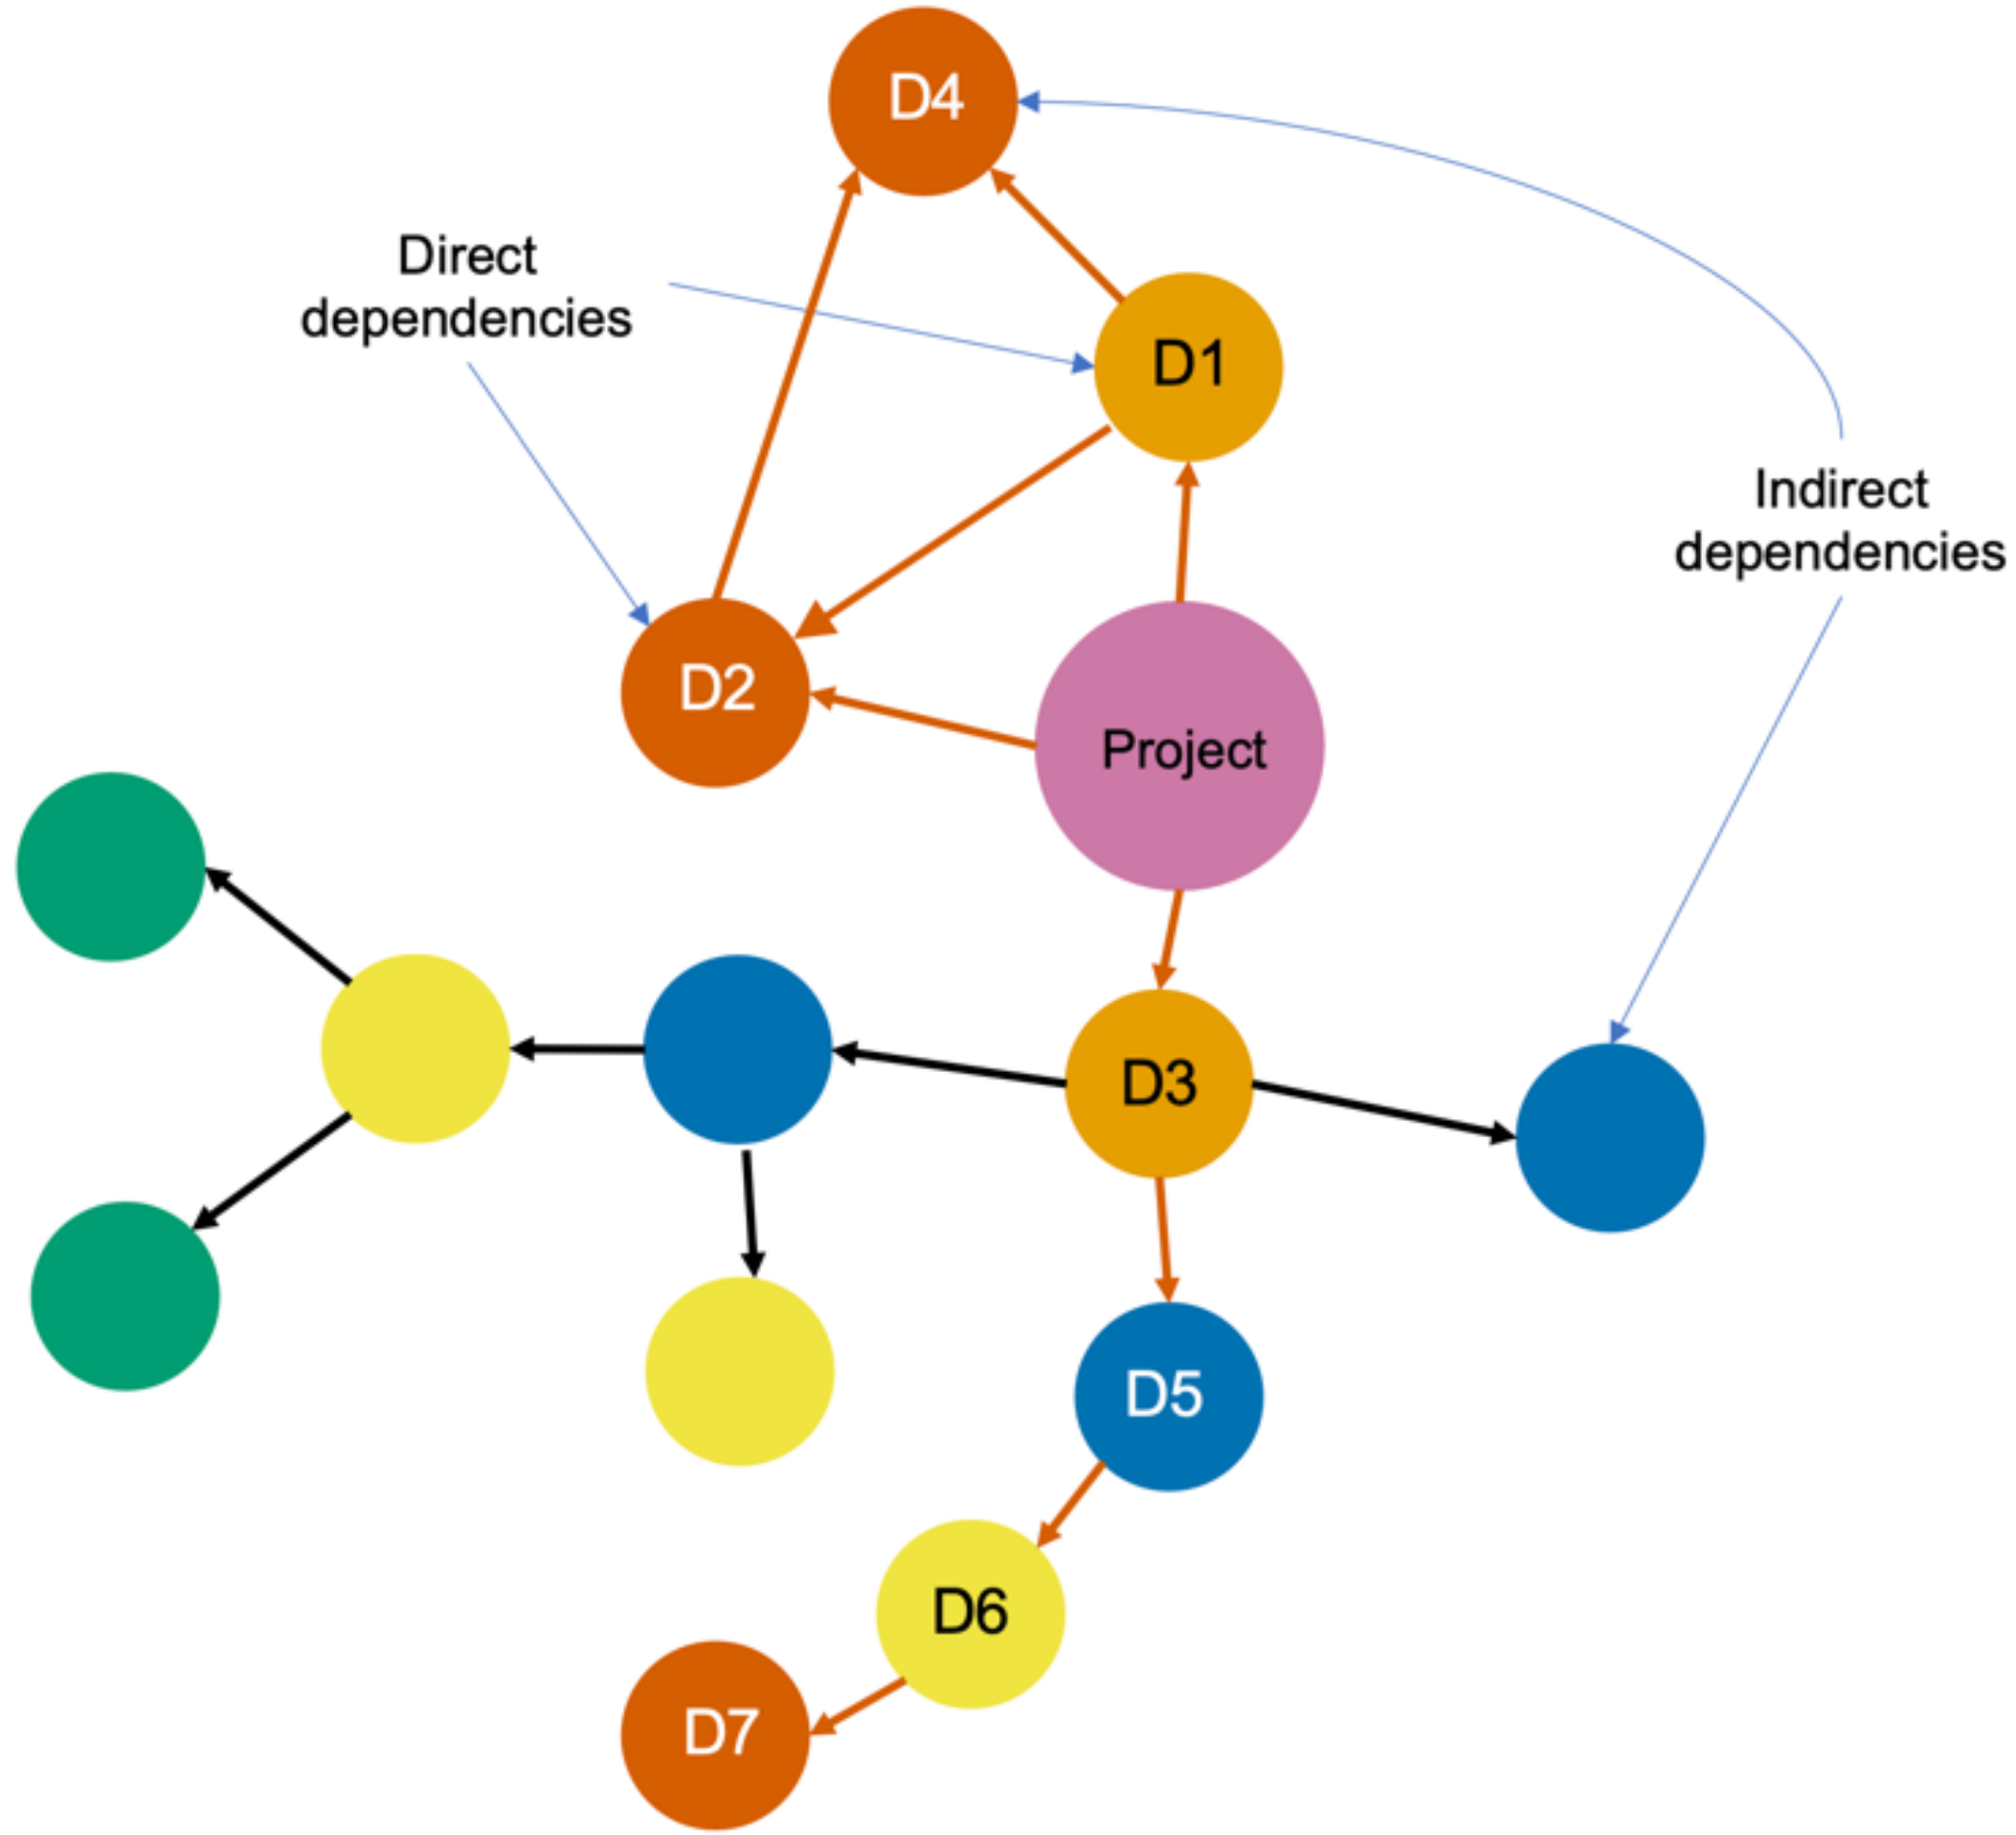 D4
Direct
dependencies
D1
Indirect
dependencies
D2
Project
D3
D5
D6
D7